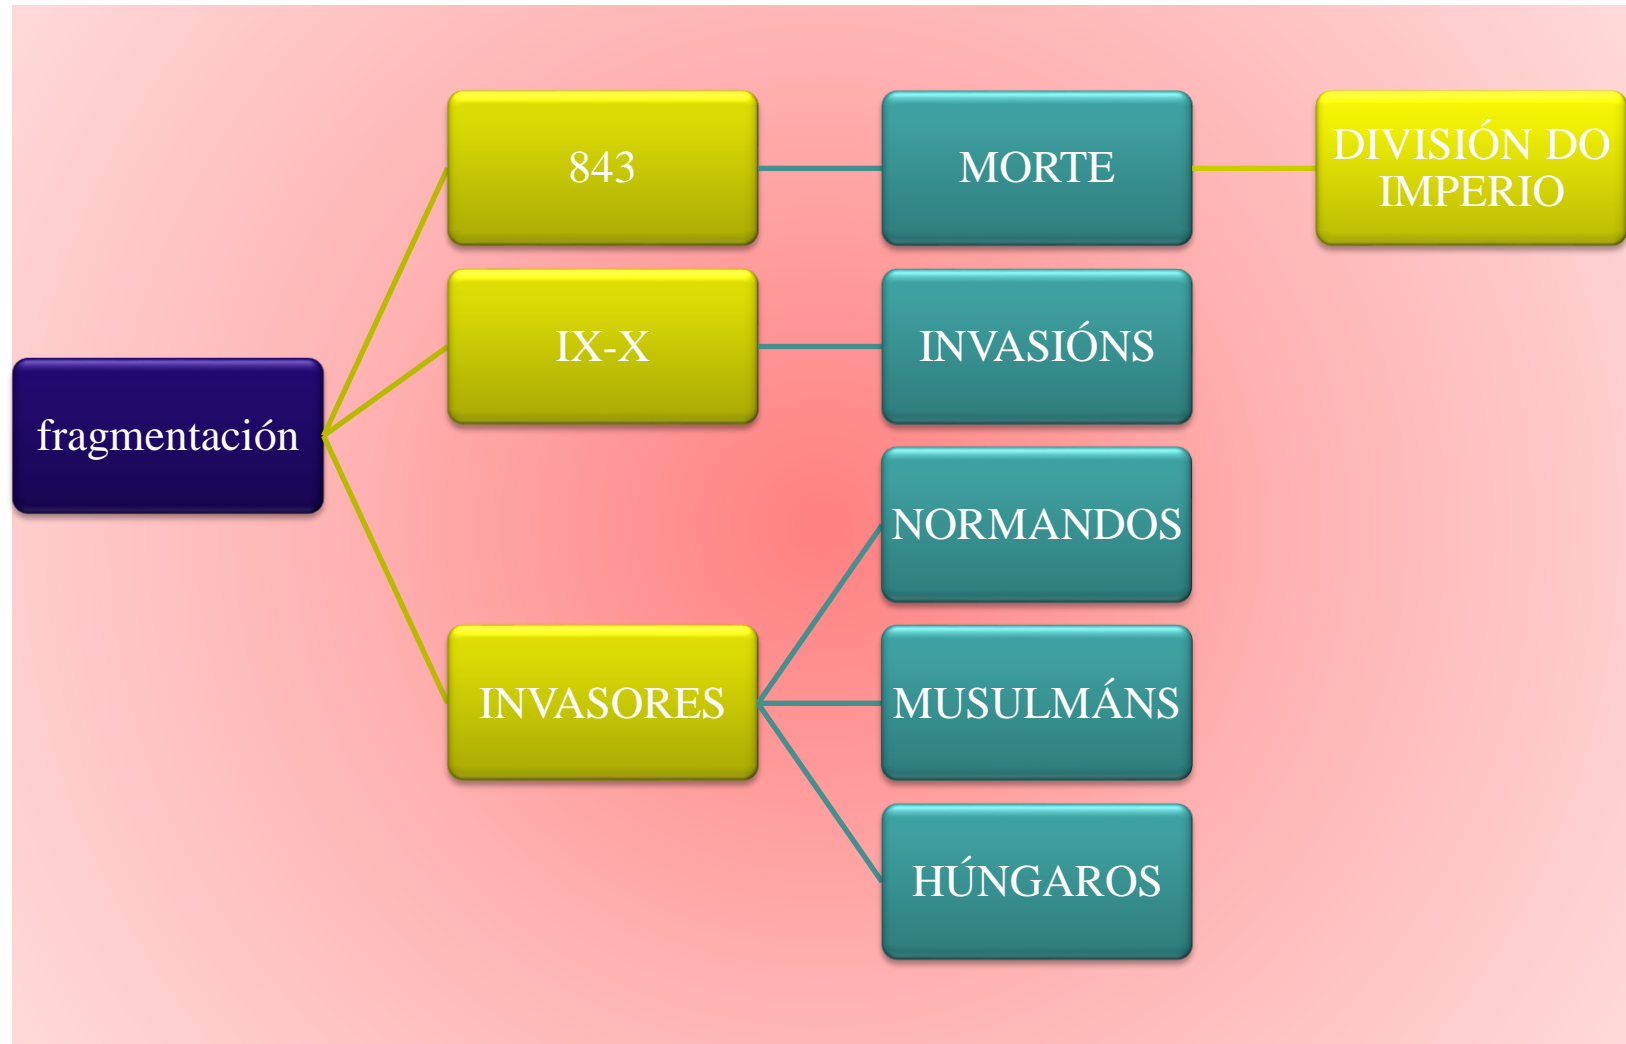 fragmentación
843
MORTE
DIVISIÓN DO
IMPERIO
IX-X
INVASIÓNS
INVASORES
NORMANDOS
MUSULMÁNS
HÚNGAROS